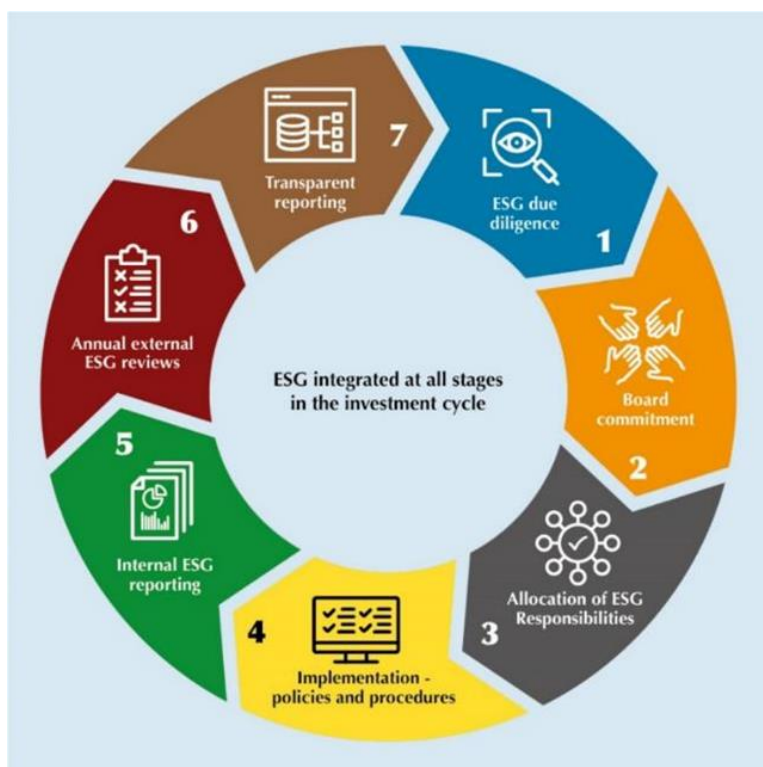 ESG integrated at all stages
in the investment cycle
ESG due
diligence
1
Board
commitment
2
Allocation of ESG
Responsibilities
3
4
Implementation -
policies and procedures
5
Internal ESG
reporting
6
Annual external
ESG reviews
7
Transparent
reporting